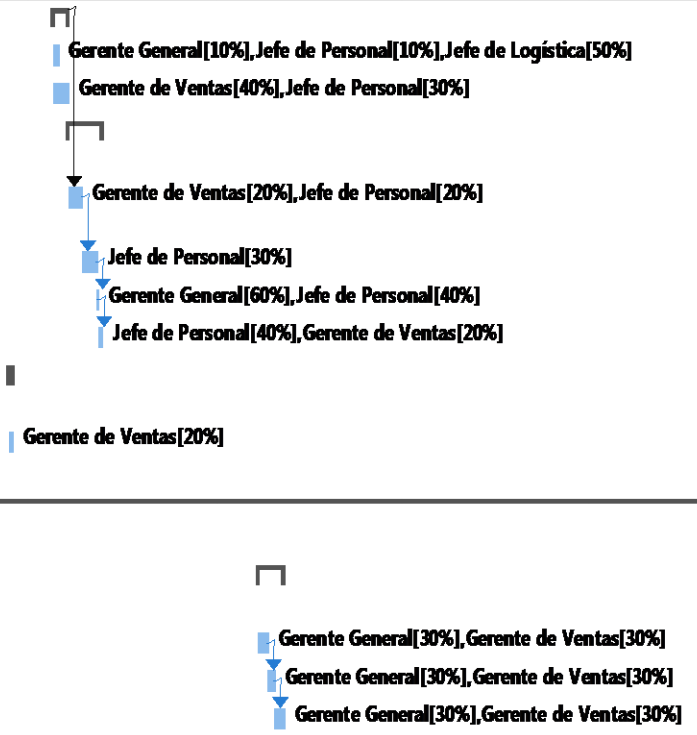 Gerente General[10%],Jefe de Personal[10%],Jefe de Logística[50%]
Gerente de Ventas[40%],Jefe de Personal[30%]
Gerente de Ventas[20%],Jefe de Personal[20%]
Jefe de Personal[30%]
Gerente General[60%],Jefe de Personal[40%]
Jefe de Personal[40%],Gerente de Ventas[20%]
Gerente de Ventas[20%]
Gerente General[30%],Gerente de Ventas[30%]
Gerente General[30%],Gerente de Ventas[30%]
Gerente General[30%],Gerente de Ventas[30%]